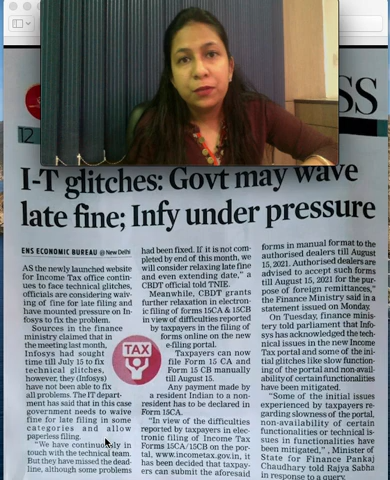 SS
12
I-T glitches: Govt may wave
late fine; Infy under pressure
ENS ECONOMIC BUREAU @ New Delhi
AS the newly launched website
for Income Tax office contin-
ues to face technical glitches,
officials are considering waiv-
ing of fine for late filing and
have mounted pressure on In-
fosys to fix the problem.
Sources in the finance
ministry claimed that in
the meeting last month,
Infosys had sought
time till July 15 to fix
technical glitches,
however, they (Infosys)
have not been able to fix
all problems. The IT depart-
ment has said that in this case
government needs to waive
fine for late filing in some
categories and allow
paperless filing.
"We have continuously in
touch with the technical team.
But they have missed the dead-
line, although some problems
had been fixed. If it is not com-
pleted by end of this month, we
will consider relaxing late fine
and even extending date," a
CBDT official told TNIE.
Meanwhile, CBDT grants
further relaxation in electron-
ic filing of forms 15CA & 15CB
in view of difficulties reported
by taxpayers in the filing of
forms online on the new
e-filing portal.
Taxpayers can now
file Form 15 CA and
Form 15 CB manually
till August 15.
Any payment made by
a resident Indian to a non-
resident has to be declared in
Form 15CA.
"In view of the difficulties
reported by taxpayers in elec-
tronic filing of Income Tax
Forms 15CA/15CB on the por-
tal, www.incometax.gov.in, it
has been decided that taxpay-
ers can submit the aforesaid
TAX
forms in manual format to the
authorised dealers till August
15, 2021. Authorised dealers are
advised to accept such forms
till August 15, 2021 for the pur-
pose of foreign remittances,"
the Finance Ministry said in a
statement issued on Monday.
On Tuesday, finance minis-
try told parliament that Infos-
ys has acknowledged the tech-
nical issues in the new Income
Tax portal and some of the ini-
tial glitches like slow function-
ing of the portal and non-avail-
ability of certain functionalities
have been mitigated.
"Some of the initial issues
experienced by taxpayers re-
garding slowness of the portal,
non-availability of certain
functionalities or technical is-
sues in functionalities have
been mitigated,", Minister of
State for Finance Pankaj
Chaudhary told Rajya Sabha
in response to a query.